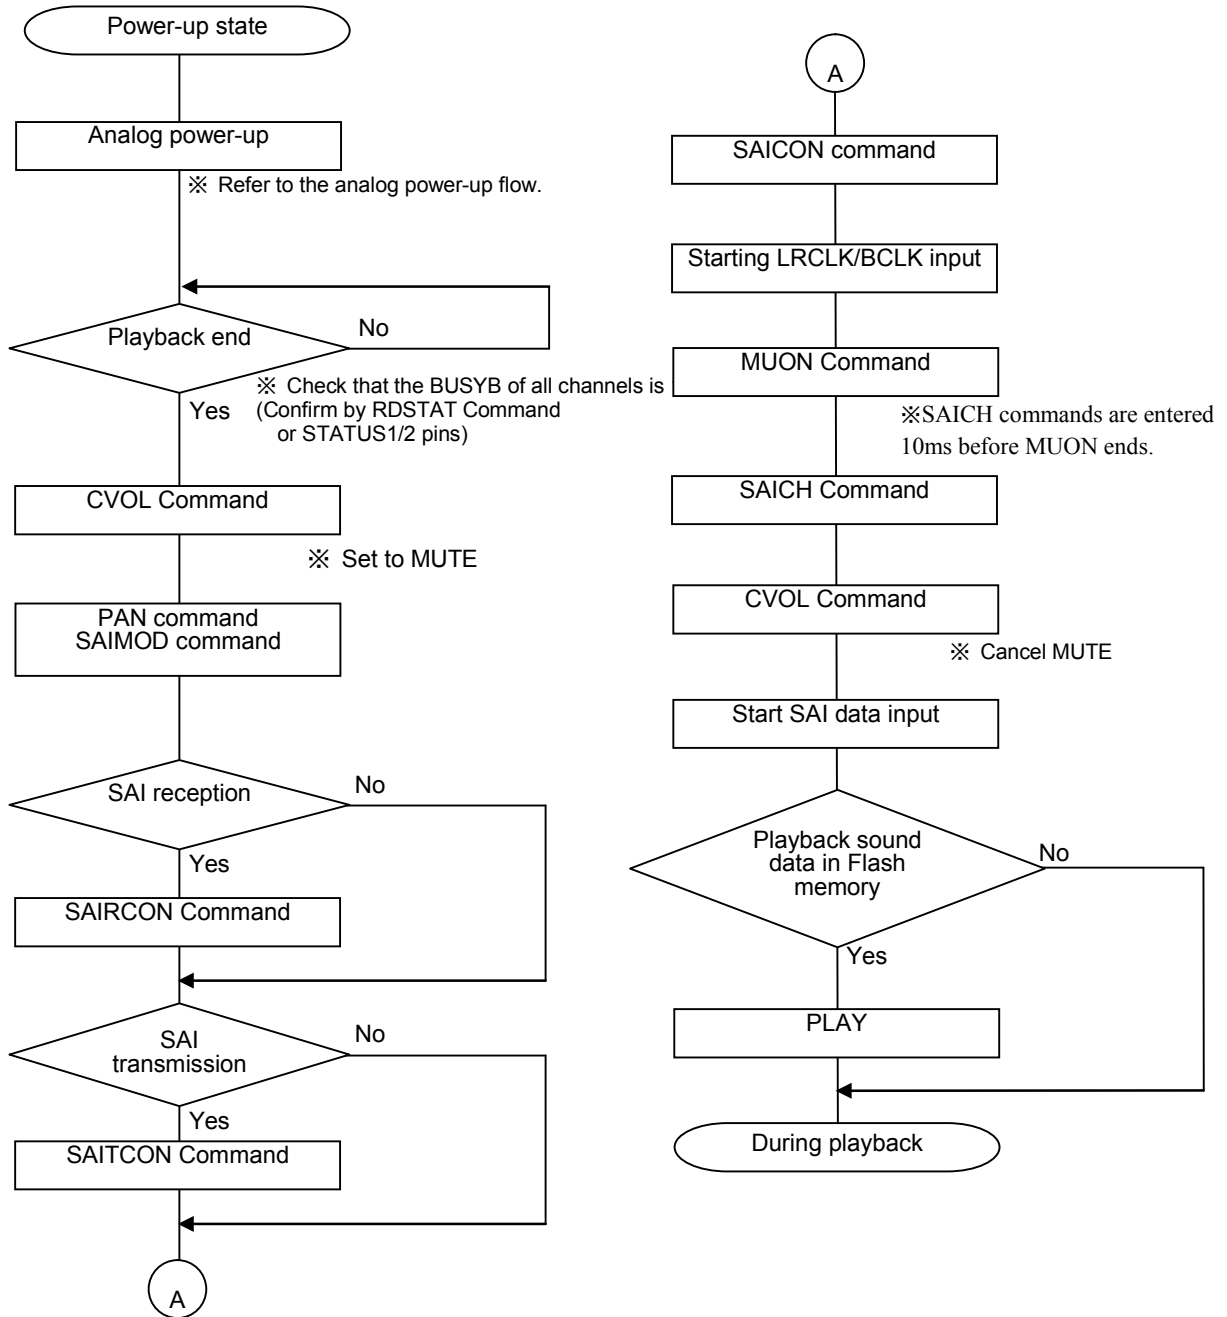 Power-up state
Analog power-up
※ Refer to the analog power-up flow.
Playback end
No
※ Check that the BUSYB of all channels is
(Confirm by RDSTAT Command
or STATUS1/2 pins)
Yes
CVOL Command
※ Set to MUTE
PAN command
SAIMOD command
SAI reception
No
Yes
SAIRCON Command
SAI
transmission
No
Yes
SAITCON Command
A
A
SAICON command
Starting LRCLK/BCLK input
MUON Command
※SAICH commands are entered
10ms before MUON ends.
SAICH Command
CVOL Command
※ Cancel MUTE
Start SAI data input
Playback sound
data in Flash
memory
No
Yes
PLAY
During playback